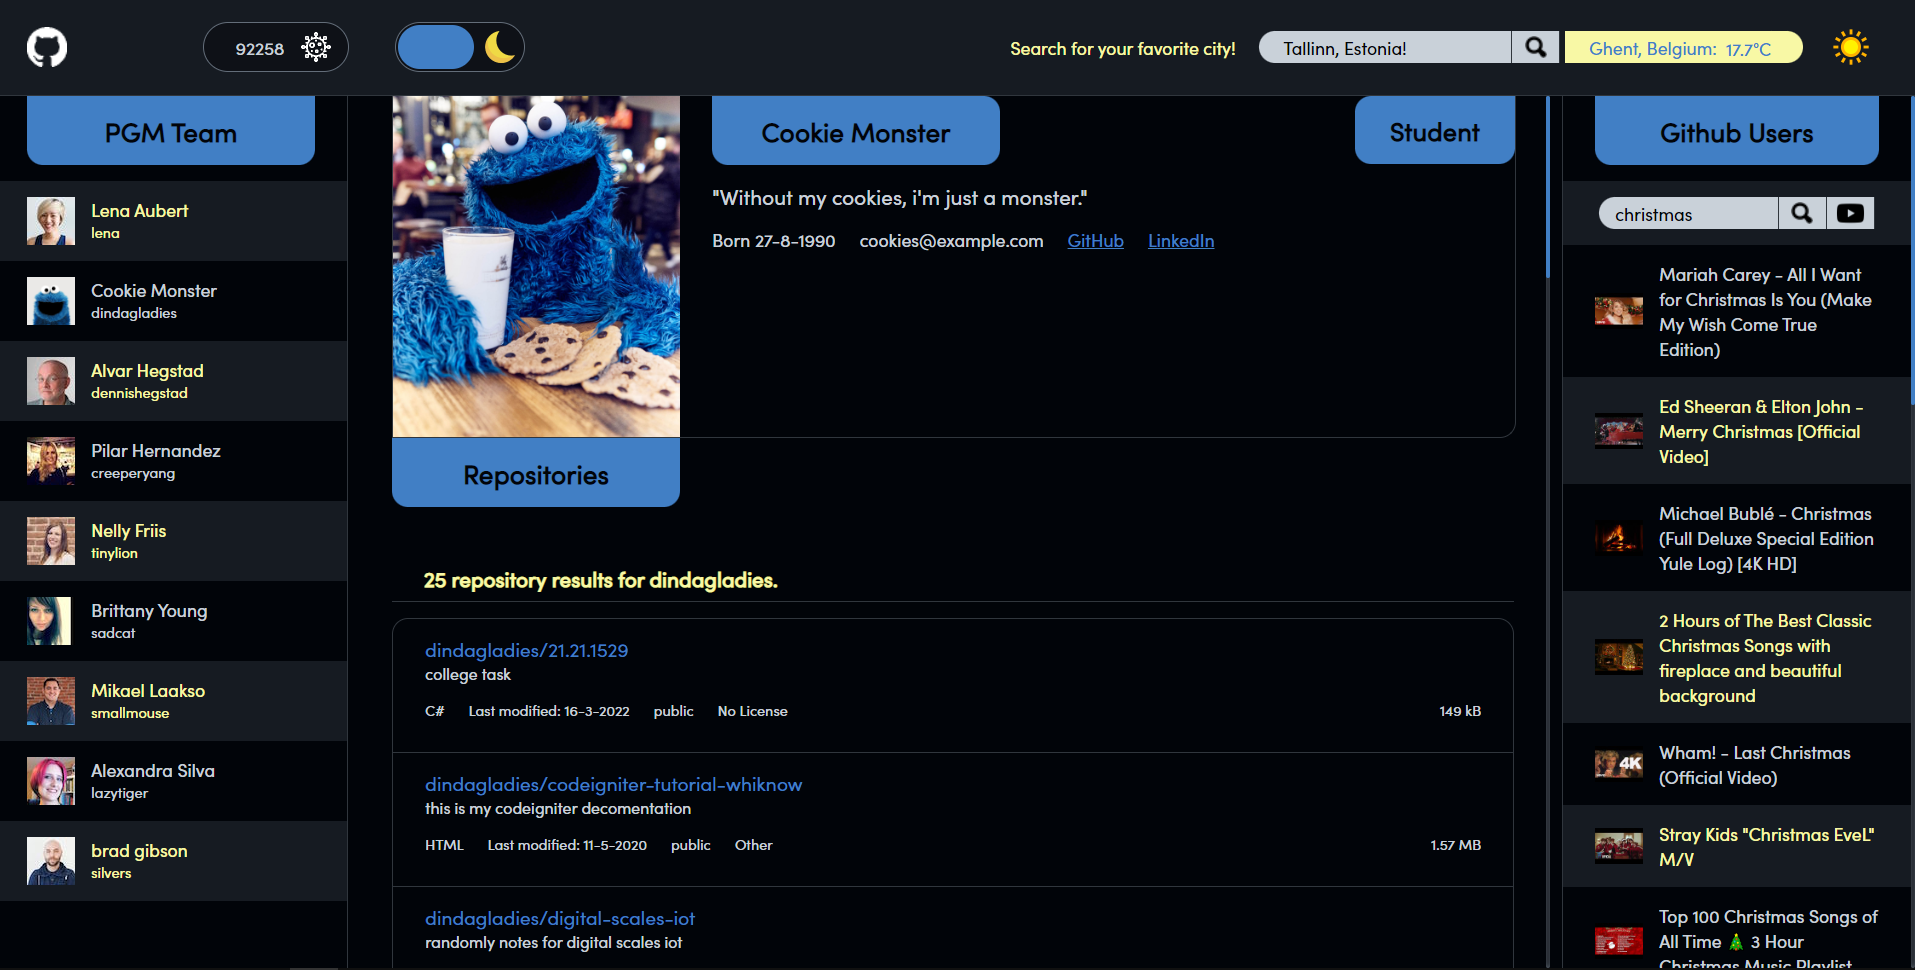 92258
Search for your favorite city!
Tallinn, Estonia!
Ghent, Belgium: 17.7°C
PGM Team
Lena Aubert
lena
Cookie Monster
dindagladies
Alvar Hegstad
dennishegstad
Pilar Hernandez
creeperyang
Nelly Friis
tinylion
Brittany Young
sadcat
Mikael Laakso
smallmouse
Alexandra Silva
lazytiger
brad gibson
silvers
Cookie Monster
Student
"Without my cookies, i'm just a monster."
Born 27-8-1990 cookies@example.com GitHub LinkedIn
Repositories
25 repository results for dindagladies.
dindagladies/21.21.1529
college task
C# Last modified: 16-3-2022 public No License 149 kB
dindagladies/codeigniter-tutorial-whiknow
this is my codeigniter decomentation
HTML Last modified: 11-5-2020 public Other 1.57 MB
dindagladies/digital-scales-iot
randomly notes for digital scales iot
Github Users
christmas
Mariah Carey - All I Want
for Christmas Is You (Make
My Wish Come True
Edition)
Ed Sheeran & Elton John -
Merry Christmas [Official
Video]
Michael Bublé - Christmas
(Full Deluxe Special Edition
Yule Log) [4K HD]
2 Hours of The Best Classic
Christmas Songs with
fireplace and beautiful
background
4K
Wham! - Last Christmas
(Official Video)
Stray Kids "Christmas EveL"
M/V
Top 100 Christmas Songs of
All Time 🎄 3 Hour
Christmas Music Playlist